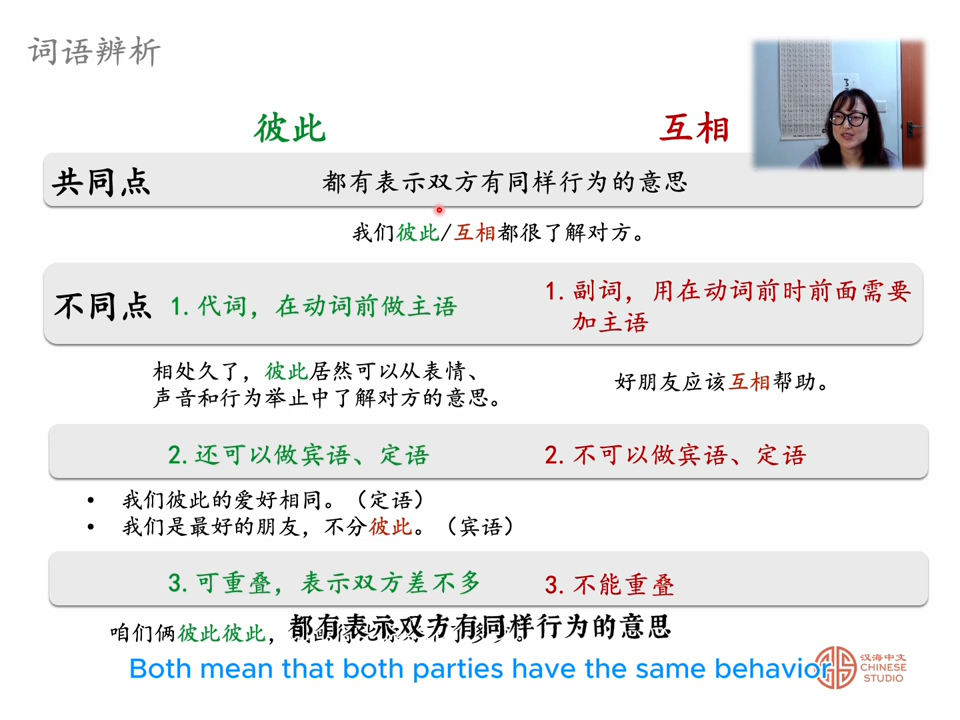 词语辨析
彼此
互相
共同点
都有表示双方有同样行为的意思
我们彼此/互相都很了解对方。
不同点
1.代词，在动词前做主语
1.副词，用在动词前时前面需要
加主语
相处久了，彼此居然可以从表情、
声音和行为举止中了解对方的意思。
好朋友应该互相帮助。
2.还可以做宾语、定语
2.不可以做宾语、定语
• 我们彼此的爱好相同。（定语）
• 我们是最好的朋友，不分彼此。（宾语）
3.可重叠，表示双方差不多
3.不能重叠
咱们俩彼此彼此，
都有表示双方有同样行为的意思
Both mean that both parties have the same behavior
汉海中文
CHINESE
STUDIO